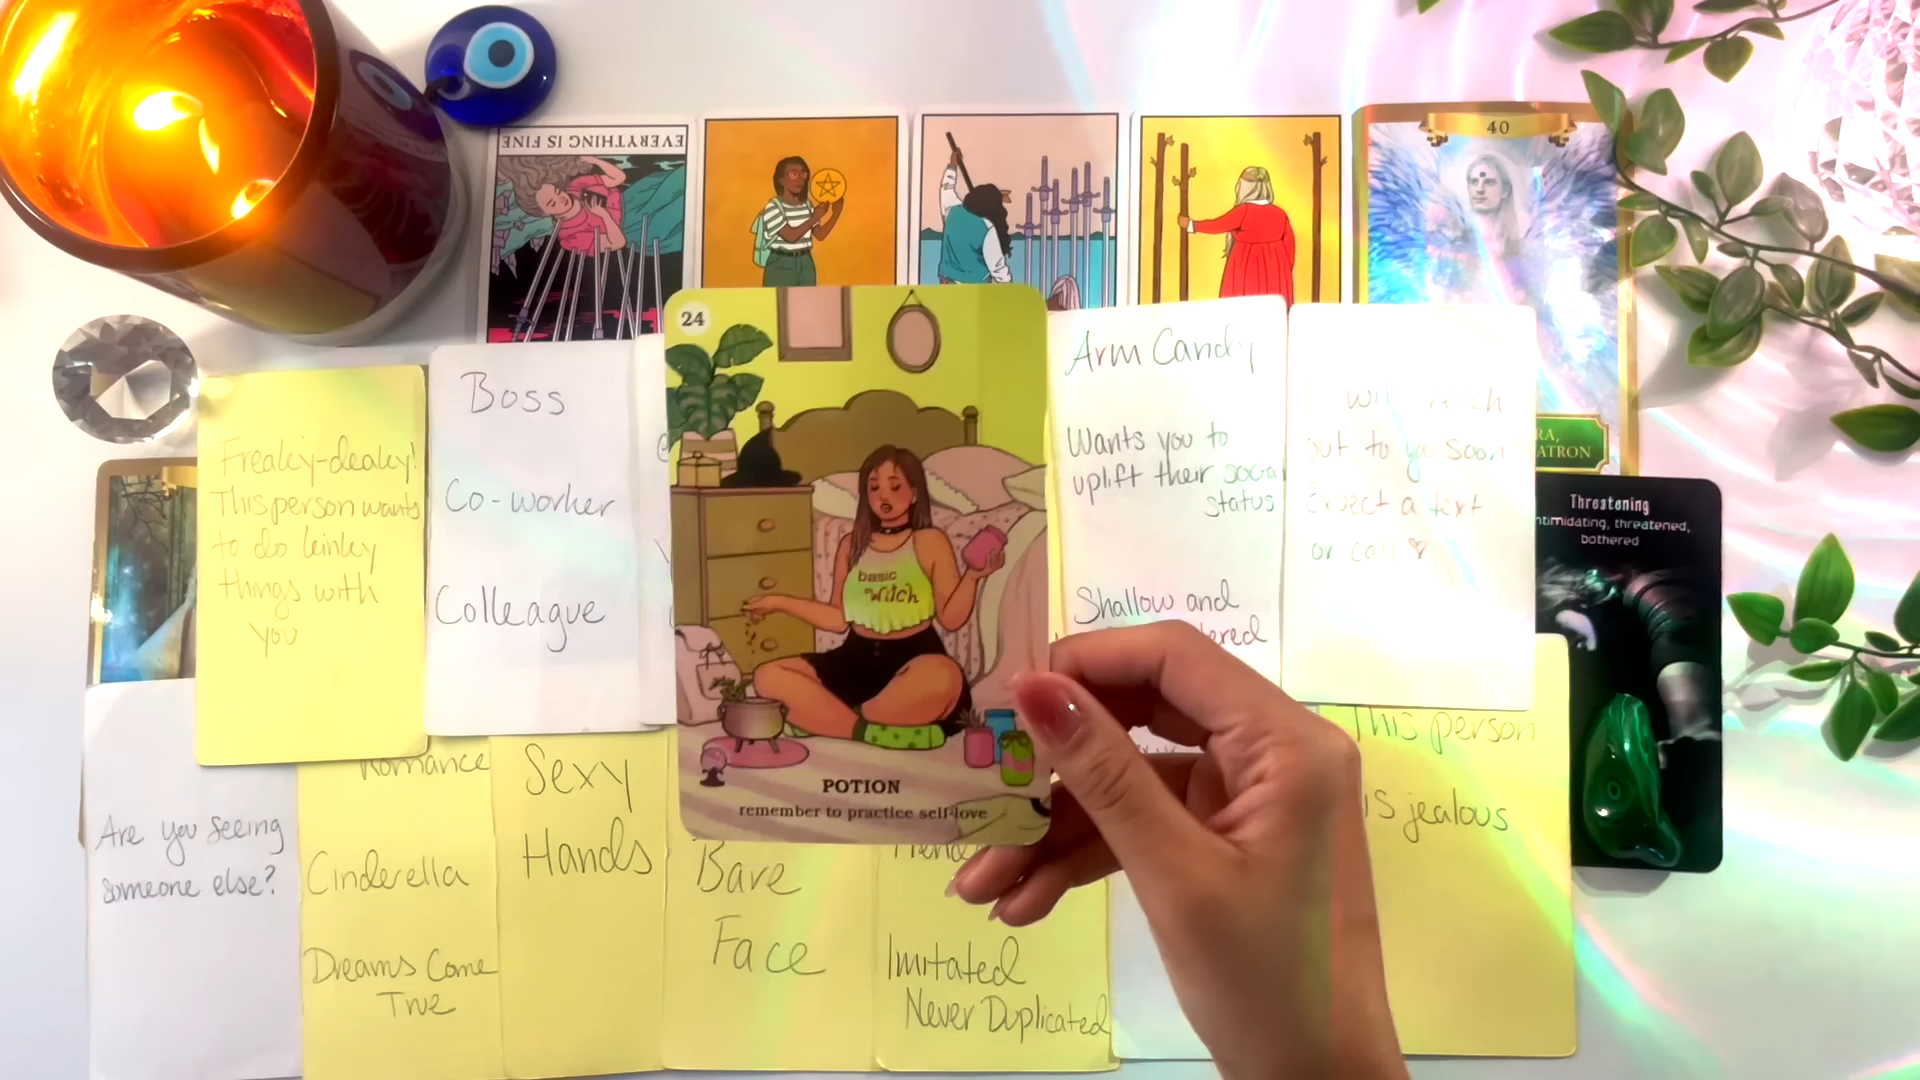 EVERYTHING IS FINE
40
24
basic
witch
POTION
remember to practice self-love
Freaky-deaky!
This person wants
to do kinky
things with
you
Boss
Co-worker
Colleague
Arm Candy
Wants you to
uplift their social
status
Shallow and
out to you soon
Expect a text
or call
ATRON
Threatening
intimidating, threatened,
bothered
Are you seeing
someone else?
Romance
Cinderella
Dreams Come
True
Sexy
Hands
Bare
Face
Imitated
Never Duplicated
This person
is jealous